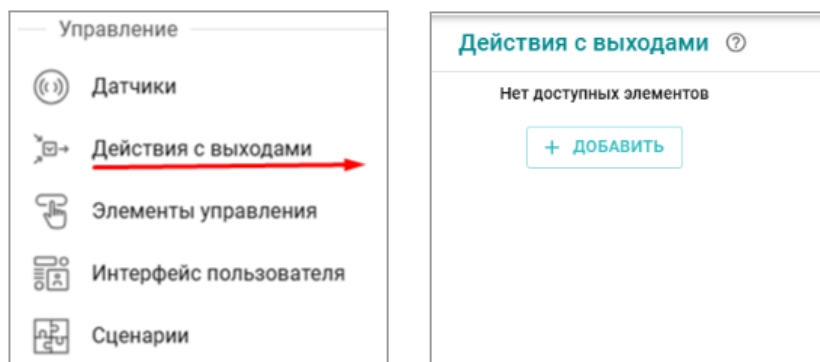 Управление
Датчики
Действия с выходами
Элементы управления
Интерфейс пользователя
Сценарии
Действия с выходами ?
Нет доступных элементов
+ ДОБАВИТЬ